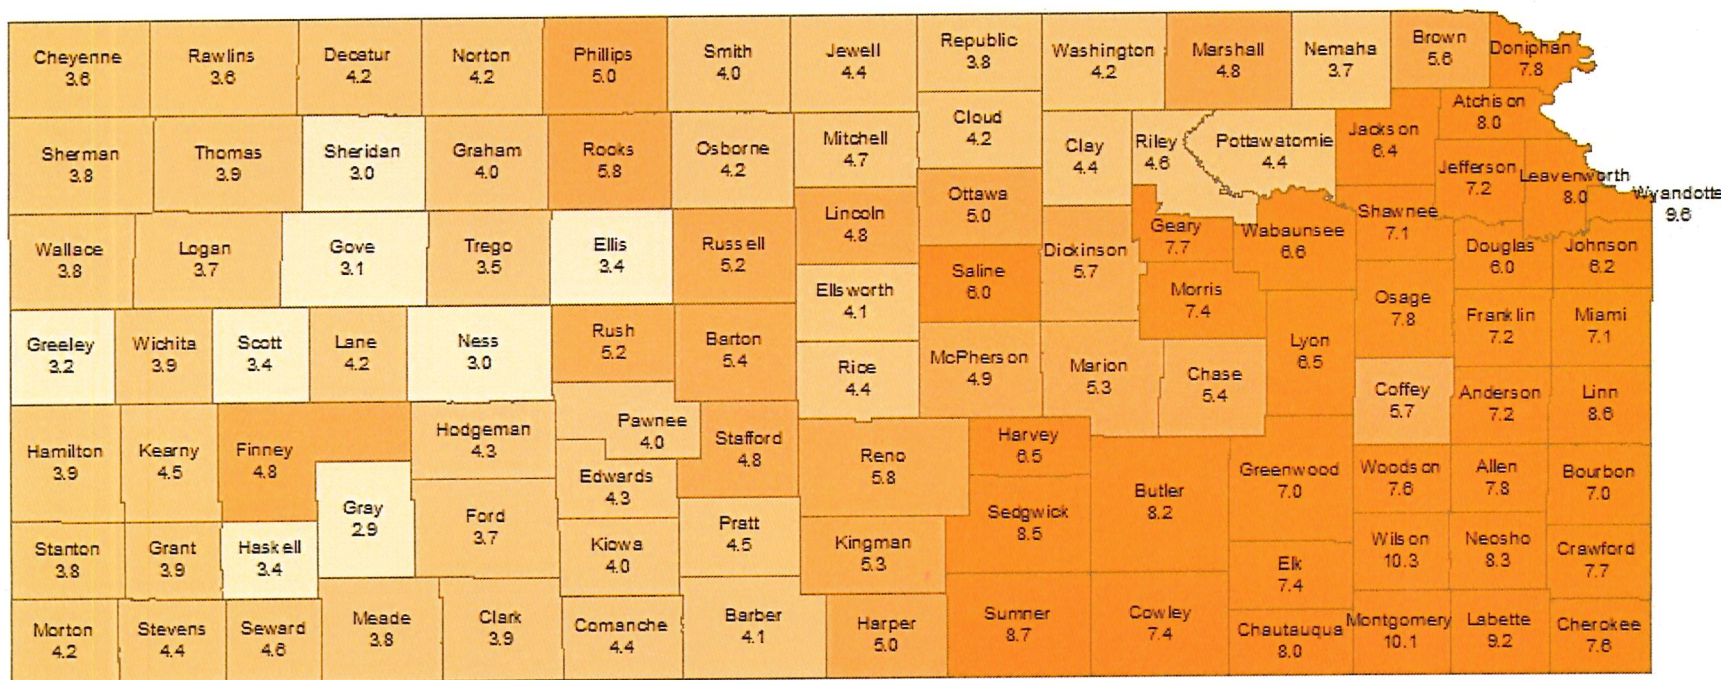 Cheyenne
3.6
Rawlins
3.6
Decatur
4.2
Norton
4.2
Phillips
5.0
Smith
4.0
Jewell
4.4
Republic
3.8
Washington
4.2
Marshall
4.8
Nemaha
3.7
Brown
5.6
Doniphan
7.8
Atchison
8.0
Sherman
3.8
Thomas
3.9
Sheridan
3.0
Graham
4.0
Rooks
5.8
Osborne
4.2
Mitchell
4.7
Cloud
4.2
Clay
4.4
Riley
4.6
Pottawatomie
4.4
Jackson
6.4
Jefferson
7.2
Leavenworth
8.0
Wyandotte
9.6
Wallace
3.8
Logan
3.7
Gove
3.1
Trego
3.5
Ellis
3.4
Russell
5.2
Lincoln
4.8
Ottawa
5.0
Saline
6.0
Dickinson
5.7
Geary
7.7
Wabaunsee
6.6
Shawnee
7.1
Douglas
6.0
Johnson
6.2
Ellsworth
4.1
Morris
7.4
Osage
7.8
Franklin
7.2
Miami
7.1
Greeley
3.2
Wichita
3.9
Scott
3.4
Lane
4.2
Ness
3.0
Rush
5.2
Barton
5.4
Rice
4.4
McPherson
4.9
Marion
5.3
Chase
5.4
Lyon
6.5
Coffey
5.7
Anderson
7.2
Linn
8.6
Hamilton
3.9
Kearny
4.5
Finney
4.8
Hodgeman
4.3
Pawnee
4.0
Stafford
4.8
Reno
5.8
Harvey
6.5
Butler
8.2
Greenwood
7.0
Woodson
7.6
Allen
7.8
Bourbon
7.0
Edwards
4.3
Gray
2.9
Ford
3.7
Pratt
4.5
Sedgwick
8.5
Stanton
3.8
Grant
3.9
Haskell
3.4
Kiowa
4.0
Kingman
5.3
Elk
7.4
Wilson
10.3
Neosho
8.3
Crawford
7.7
Morton
4.2
Stevens
4.4
Seward
4.6
Meade
3.8
Clark
3.9
Comanche
4.4
Barber
4.1
Harper
5.0
Sumner
8.7
Cowley
7.4
Chautauqua
8.0
Montgomery
10.1
Labette
9.2
Cherokee
7.6